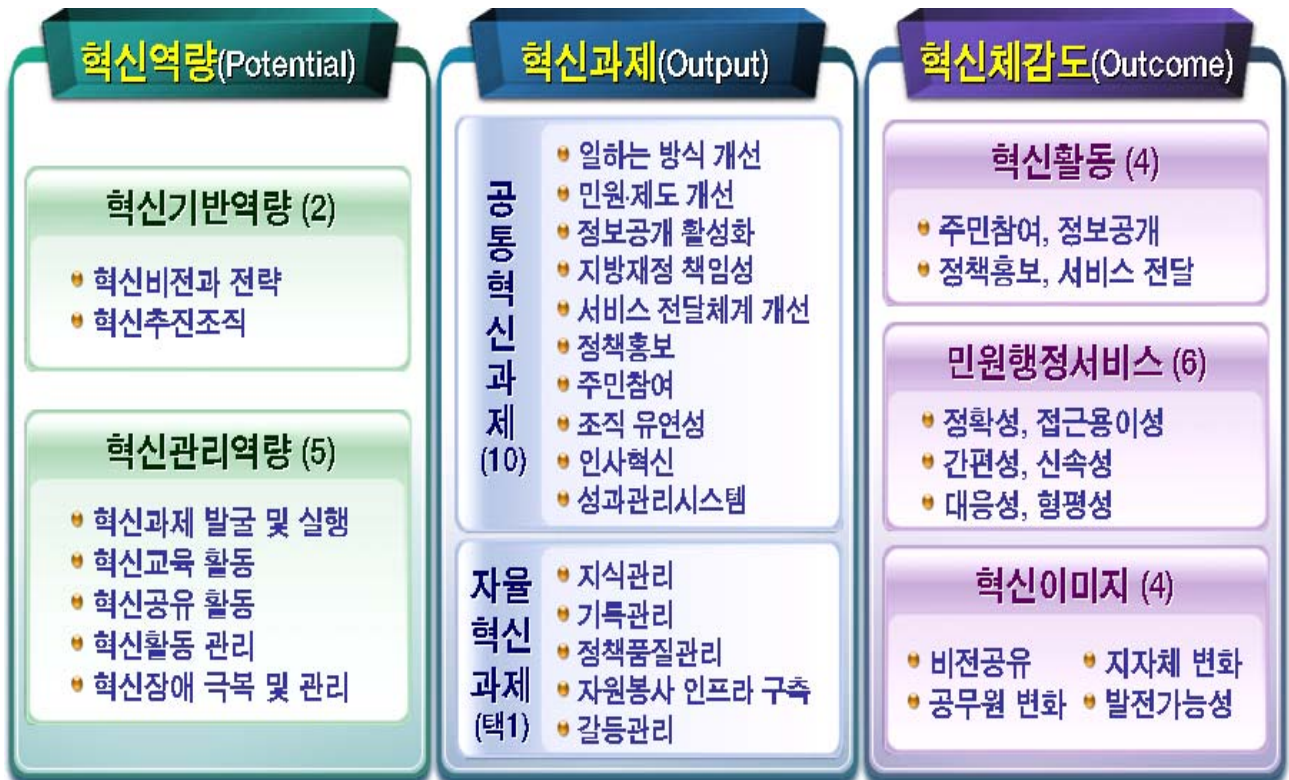 혁신역량(Potential)
혁신기반역량 (2)
혁신비전과 전략
혁신추진조직
혁신관리역량 (5)
혁신과제 발굴 및 실행
혁신교육 활동
혁신공유 활동
혁신활동 관리
혁신장애 극복 및 관리
혁신과제(Output)
공통혁신과제
(10)
일하는 방식 개선
민원·제도 개선
정보공개 활성화
지방재정 책임성
서비스 전달체계 개선
정책홍보
주민참여
조직 유연성
인사혁신
성과관리시스템
자율
혁신
과제
(택1)
지식관리
기록관리
정책품질관리
자원봉사 인프라 구축
갈등관리
혁신체감도(Outcome)
혁신활동 (4)
주민참여, 정보공개
정책홍보, 서비스 전달
민원행정서비스 (6)
정확성, 접근용이성
간편성, 신속성
대응성, 형평성
혁신이미지 (4)
비전공유 지자체 변화
공무원 변화 발전가능성